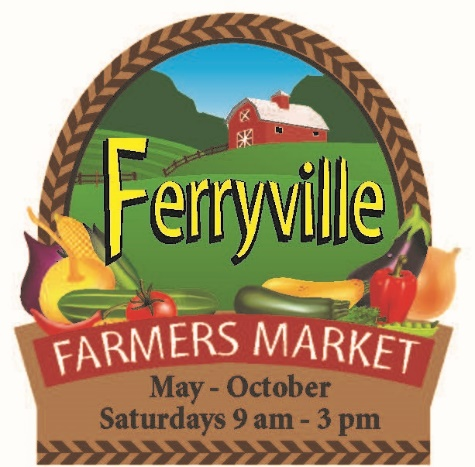 Ferryville
FARMERS MARKET
May - October
Saturdays 9 am - 3 pm